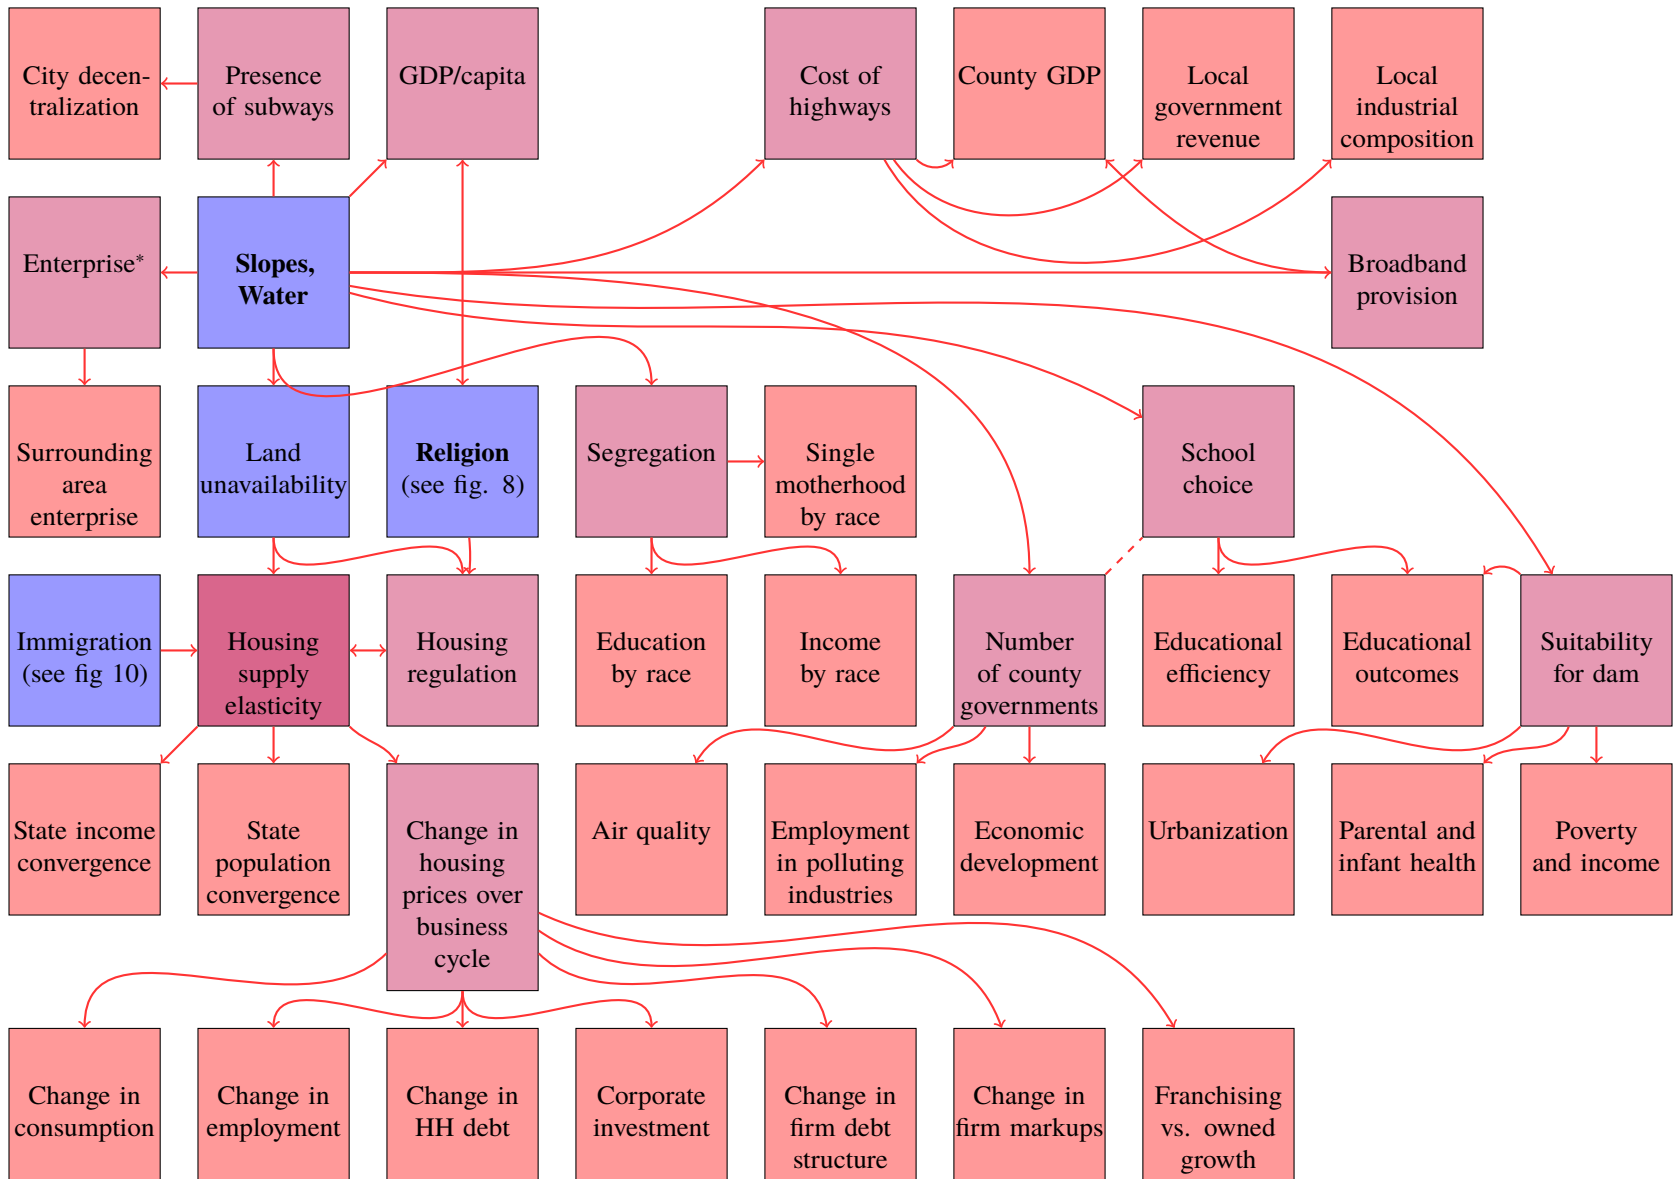 City decen-
tralization
Presence
of subways
GDP/capita
Cost of
highways
County GDP
Local
government
revenue
Local
industrial
composition
Enterprise*
Slopes,
Water
Broadband
provision
Surrounding
area
enterprise
Land
unavailability
Religion
(see fig. 8)
Segregation
Single
motherhood
by race
School
choice
Immigration
(see fig 10)
Housing
supply
elasticity
Housing
regulation
Education
by race
Income
by race
Number
of county
governments
Educational
efficiency
Educational
outcomes
Suitability
for dam
State income
convergence
State
population
convergence
Change in
housing
prices over
business
cycle
Air quality
Employment
in polluting
industries
Economic
development
Urbanization
Parental and
infant health
Poverty
and income
Change in
consumption
Change in
employment
Change in
HH debt
Corporate
investment
Change in
firm debt
structure
Change in
firm markups
Franchising
vs. owned
growth